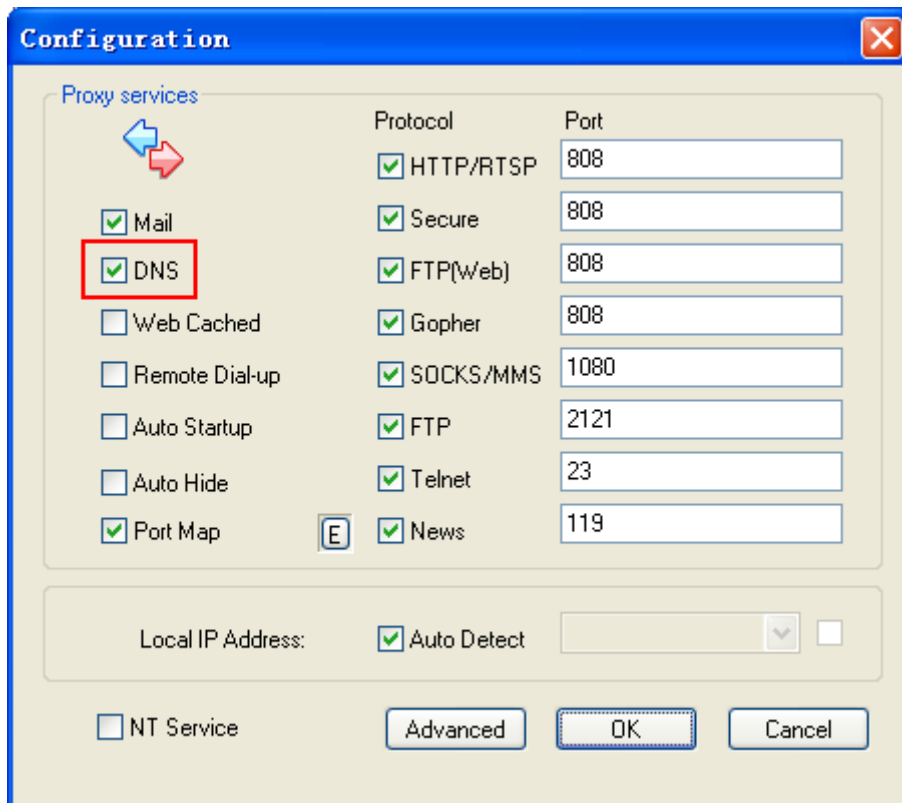 Configuration
Proxy services
Protocol Port
HTTP/RTSP 808
Mail Secure 808
DNS FTP(Web) 808
Web Cached Gopher 808
Remote Dial-up SOCKS/MMS 1080
Auto Startup FTP 2121
Auto Hide Telnet 23
Port Map E News 119
Local IP Address: Auto Detect
NT Service Advanced OK Cancel